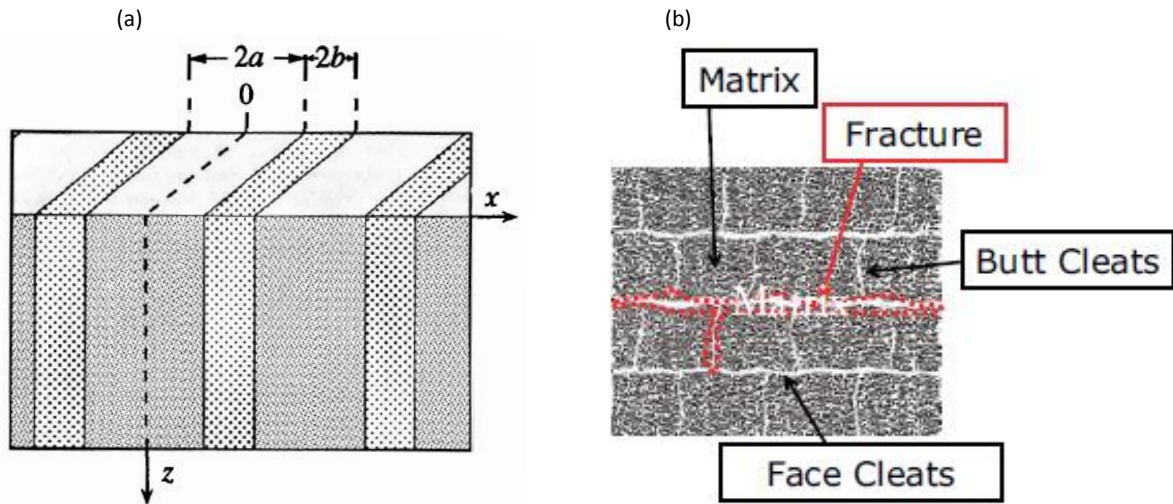 (a)
(b)
2a
2b
0
x
z
Matrix
Fracture
Butt Cleats
Face Cleats